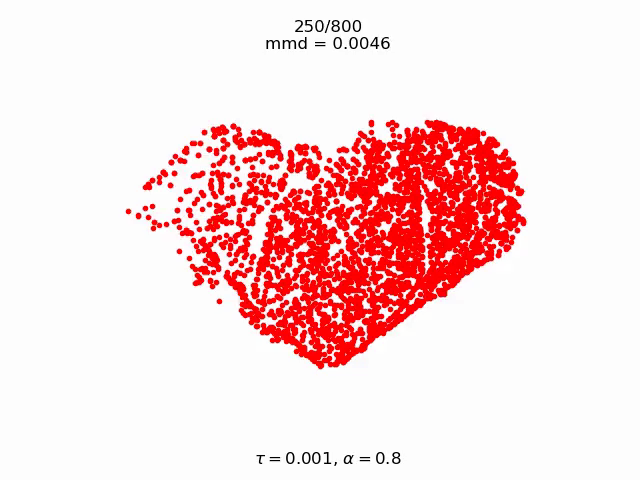 250/800
mmd = 0.0046
τ = 0.001, α = 0.8